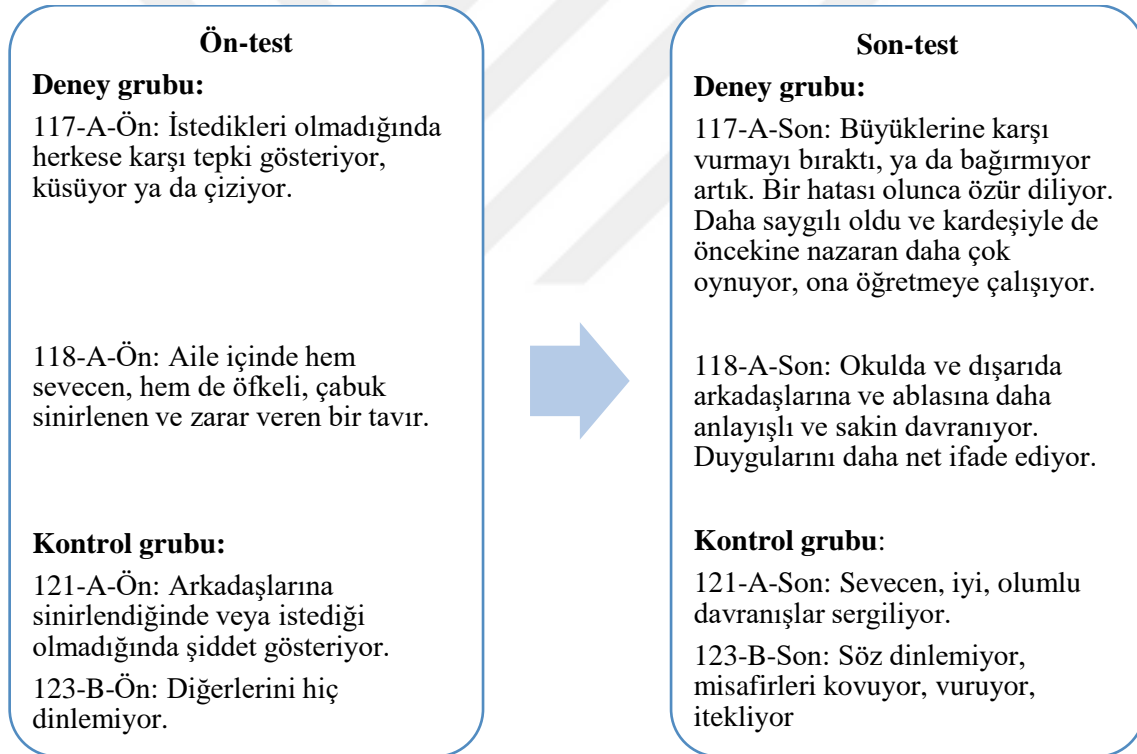 Ön-test
Deney grubu:
117-A-Ön: İstedikleri olmadığında
herkese karşı tepki gösteriyor,
küsüyor ya da çiziyor.
118-A-Ön: Aile içinde hem
sevecen, hem de öfkeli, çabuk
sinirlenen ve zarar veren bir tavır.
Kontrol grubu:
121-A-Ön: Arkadaşlarına
sinirlendiğinde veya istediği
olmadığında şiddet gösteriyor.
123-B-Ön: Diğerlerini hiç
dinlemiyor.
Son-test
Deney grubu:
117-A-Son: Büyüklerine karşı
vurmayı bıraktı, ya da bağırmıyor
artık. Bir hatası olunca özür diliyor.
Daha saygılı oldu ve kardeşiyle de
öncekine nazaran daha çok
oynuyor, ona öğretmeye çalışıyor.
118-A-Son: Okulda ve dışarıda
arkadaşlarına ve ablasına daha
anlayışlı ve sakin davranıyor.
Duygularını daha net ifade ediyor.
Kontrol grubu:
121-A-Son: Sevecen, iyi, olumlu
davranışlar sergiliyor.
123-B-Son: Söz dinlemiyor,
misafirleri kovuyor, vuruyor,
itekliyor